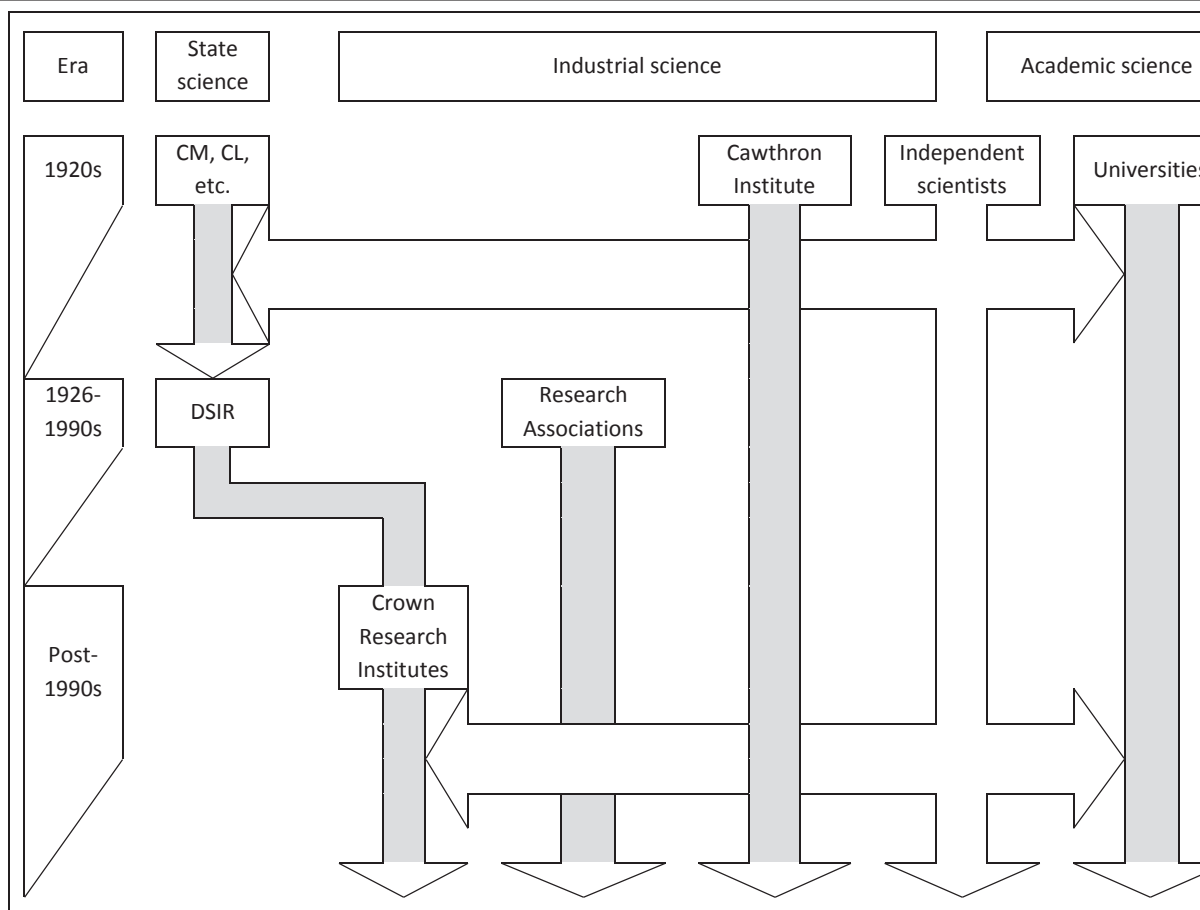 Era
State
science
Industrial science
Academic science
1920s
CM, CL,
etc.
Cawthron
Institute
Independent
scientists
Universities
1926-
1990s
DSIR
Research
Associations
Crown
Research
Institutes
Post-
1990s